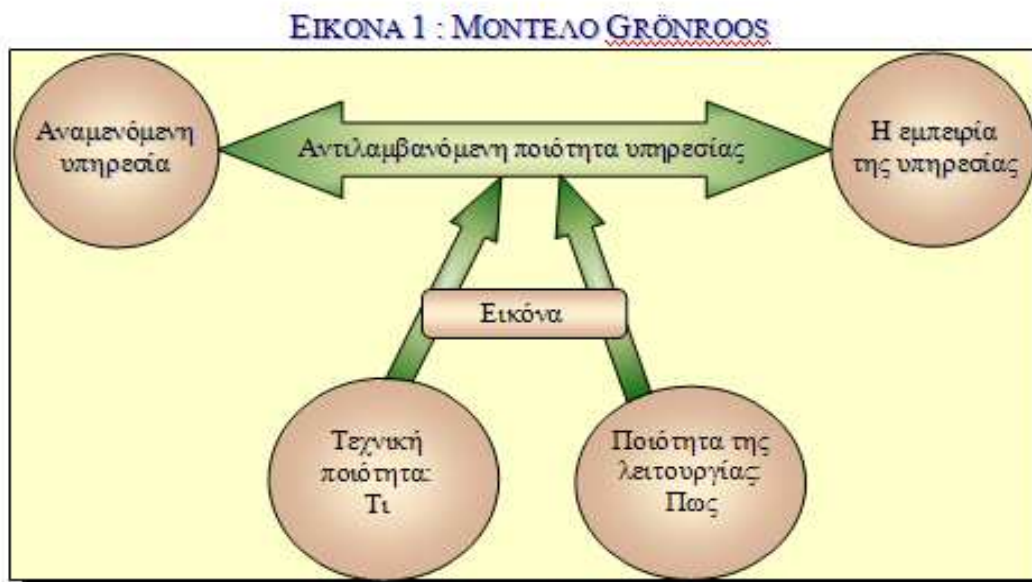 ΕΙΚΟΝΑ 1 : ΜΟΝΤΕΛΟ GRÖNROOS
Αναμενόμενη
υπηρεσία
Αντιλαμβανόμενη ποιότητα υπηρεσίας
Η εμπειρία
της υπηρεσίας
Εικόνα
Τεχνική
ποιότητα:
Τι
Ποιότητα της
λειτουργίας:
Πως